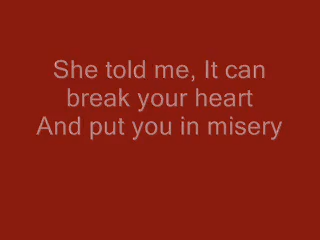 She told me, It can
break your heart
And put you in misery